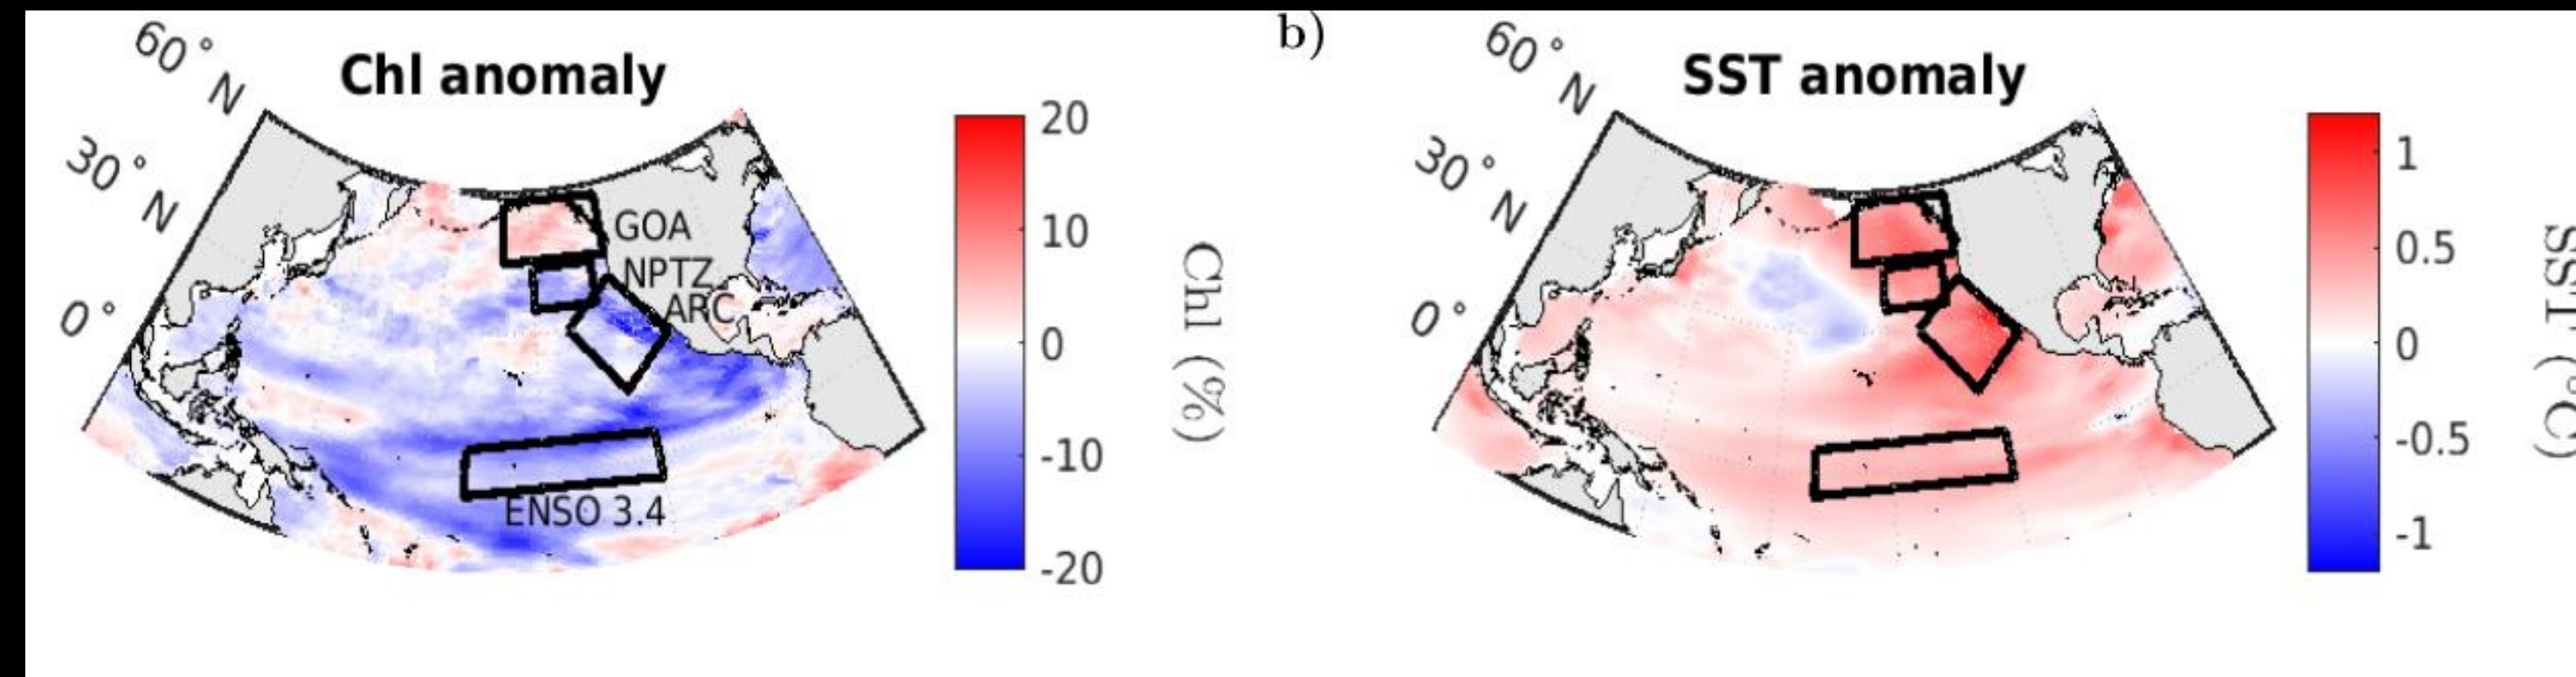 Chl anomaly
60° N
30° N
0°
GOA
NPTZ
ARC
ENSO 3.4
20
10
0
-10
-20
Chl (%)
b)
SST anomaly
60° N
30° N
0°
1
0.5
0
-0.5
-1
SST (°C)